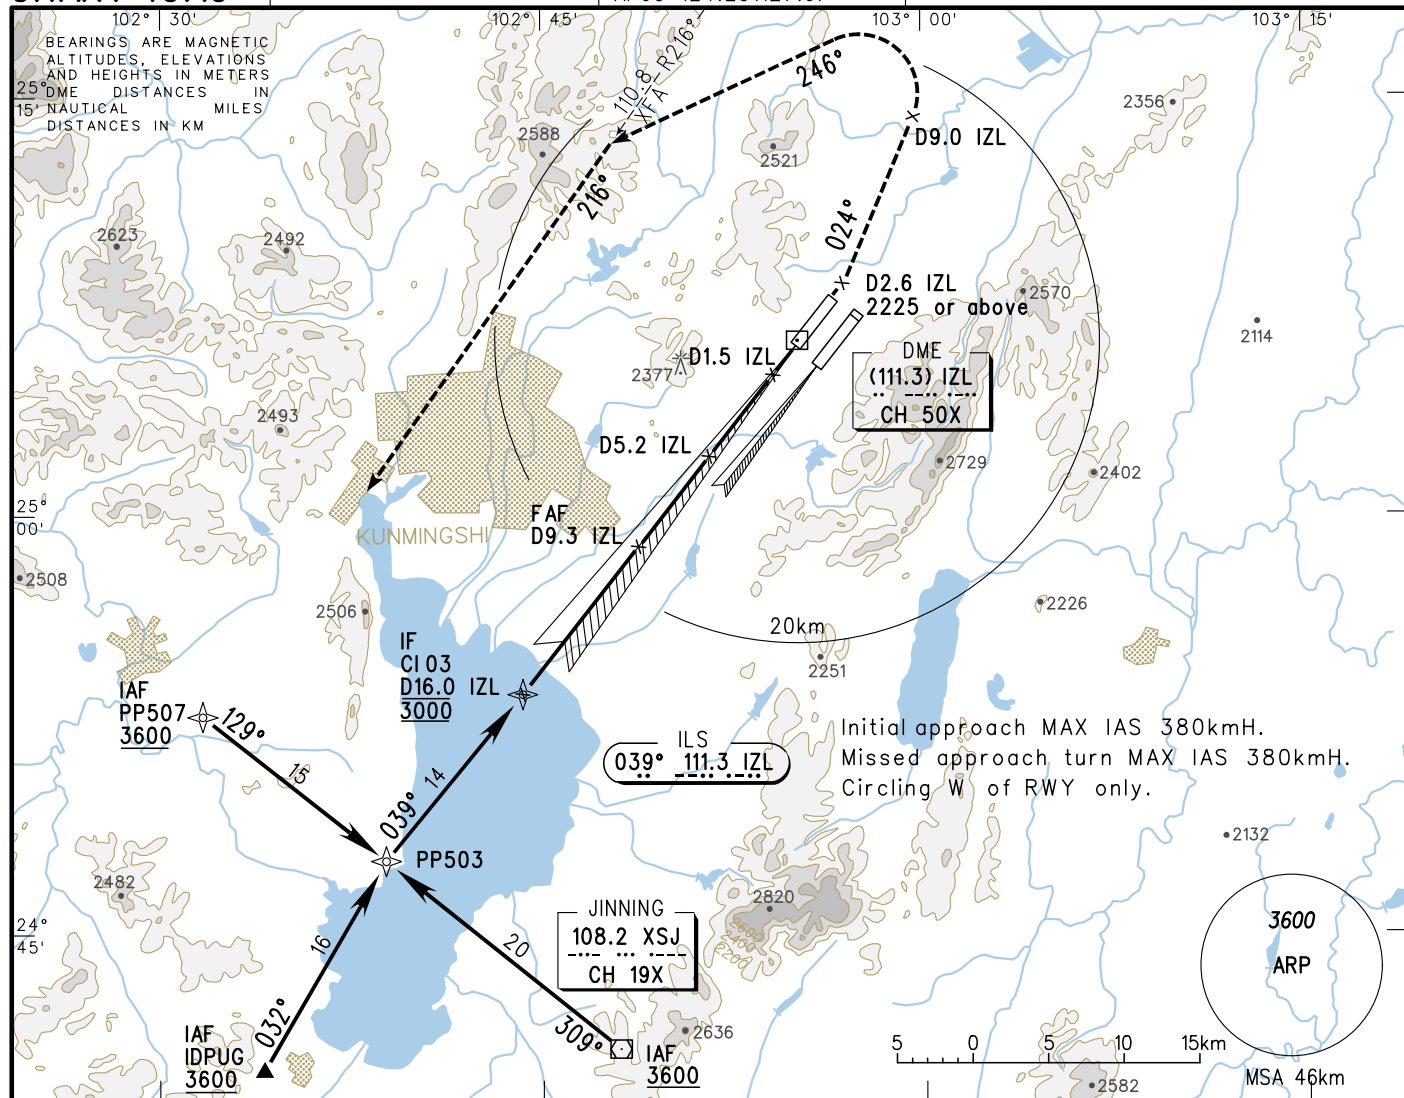 102° 30'
102° 45'
103° 00'
103° 15'
BEARINGS ARE MAGNETIC
ALTITUDES, ELEVATIONS
AND HEIGHTS IN METERS
DME DISTANCES IN
NAUTICAL MILES
DISTANCES IN KM
25°
15'
110.8
XFA R216°
246°
2588
2521
2356
D9.0 IZL
216°
2623
2492
024°
D2.6 IZL
2225 or above
2570
2114
D1.5 IZL
2377
DME
(111.3) IZL
CH 50X
2493
D5.2 IZL
2729
2402
25°
00'
FAF
D9.3 IZL
KUNMINGSHI
2508
2506
2226
20km
2251
IF
CI03
D16.0 IZL
3000
IAF
PP507
3600
129°
15
14
039°
ILS
039° 111.3 IZL
Initial approach MAX IAS 380kmH.
Missed approach turn MAX IAS 380kmH.
Circling W of RWY only.
PP503
2132
2482
2820
2600
2400
2200
24°
45'
16
20
JINNING
108.2 XSJ
CH 19X
3600
ARP
032°
309°
2636
IAF
IDPUG
3600
IAF
3600
5 0 5 10 15km
MSA 46km
2582